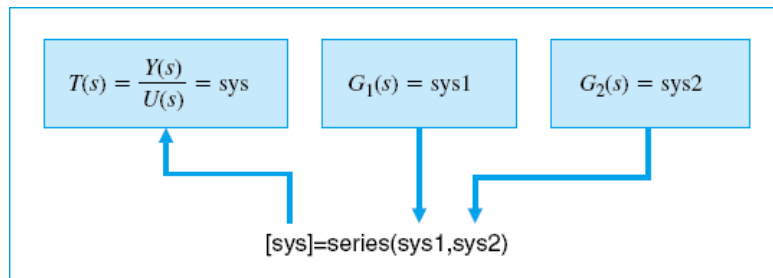 T(s) = Y(s)/U(s) = sys
G₁(s) = sys1
G₂(s) = sys2
[sys]=series(sys1,sys2)